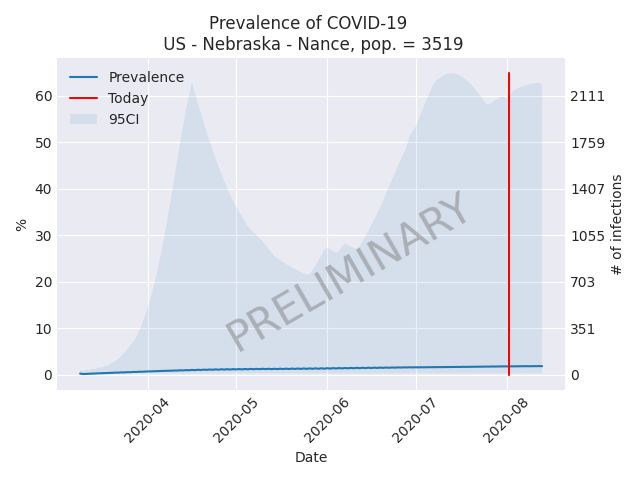 Prevalence of COVID-19
US - Nebraska - Nance, pop. = 3519
Prevalence
Today
95CI
60
50
40
30
20
10
0
%
2111
1759
1407
1055
703
351
0
# of infections
PRELIMINARY
2020-04
2020-05
2020-06
2020-07
2020-08
Date